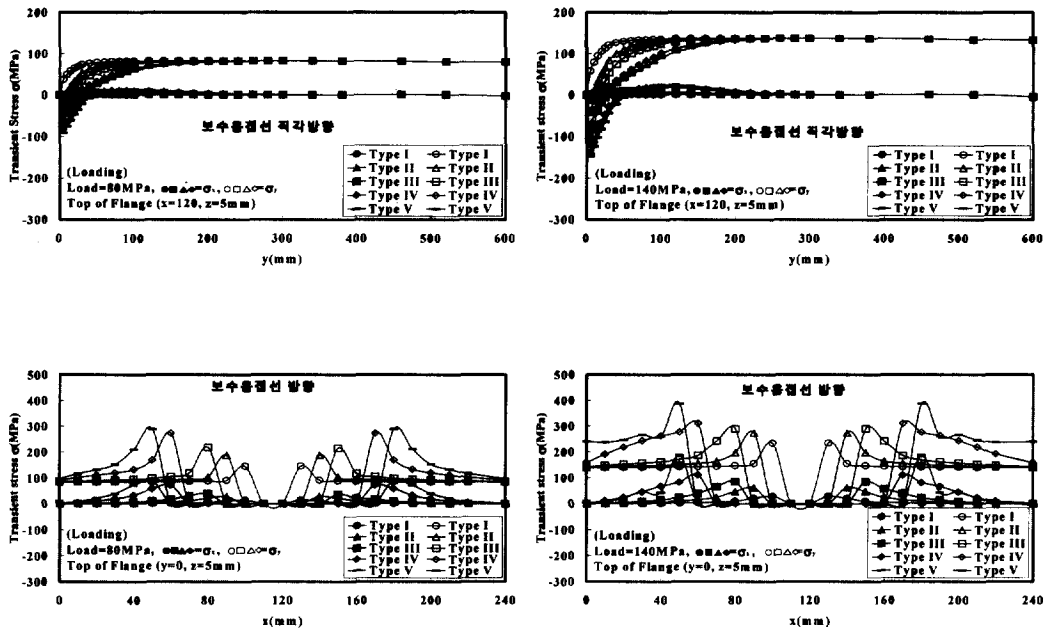 200
100
0
-100
-200
-300
Transient Stress σ(MPa)
보수용접선 직각방향
(Loading)
Load=80MPa, ●■▲◆=σₓ, ○□△◇=σᵧ
Top of Flange (x=120, z=5mm)
Type I Type I
Type II Type II
Type III Type III
Type IV Type IV
Type V Type V
0 100 200 300 400 500 600
y(mm)
200
100
0
-100
-200
-300
Transient Stress σ(MPa)
보수용접선 직각방향
(Loading)
Load=140MPa, ●■▲◆=σₓ, ○□△◇=σᵧ
Top of Flange (x=120, z=5mm)
Type I Type I
Type II Type II
Type III Type III
Type IV Type IV
Type V Type V
0 100 200 300 400 500 600
y(mm)
500
400
300
200
100
0
-100
-200
-300
Transient stress σ(MPa)
보수용접선 방향
(Loading)
Load=80MPa, ●■▲◆=σₓ, ○□△◇=σᵧ
Top of Flange (y=0, z=5mm)
Type I Type I
Type II Type II
Type III Type III
Type IV Type IV
Type V Type V
0 40 80 120 160 200 240
x(mm)
500
400
300
200
100
0
-100
-200
-300
Transient stress σ(MPa)
보수용접선 방향
(Loading)
Load=140MPa, ●■▲◆=σₓ, ○□△◇=σᵧ
Top of Flange (y=0, z=5mm)
Type I Type I
Type II Type II
Type III Type III
Type IV Type IV
Type V Type V
0 40 80 120 160 200 240
x(mm)